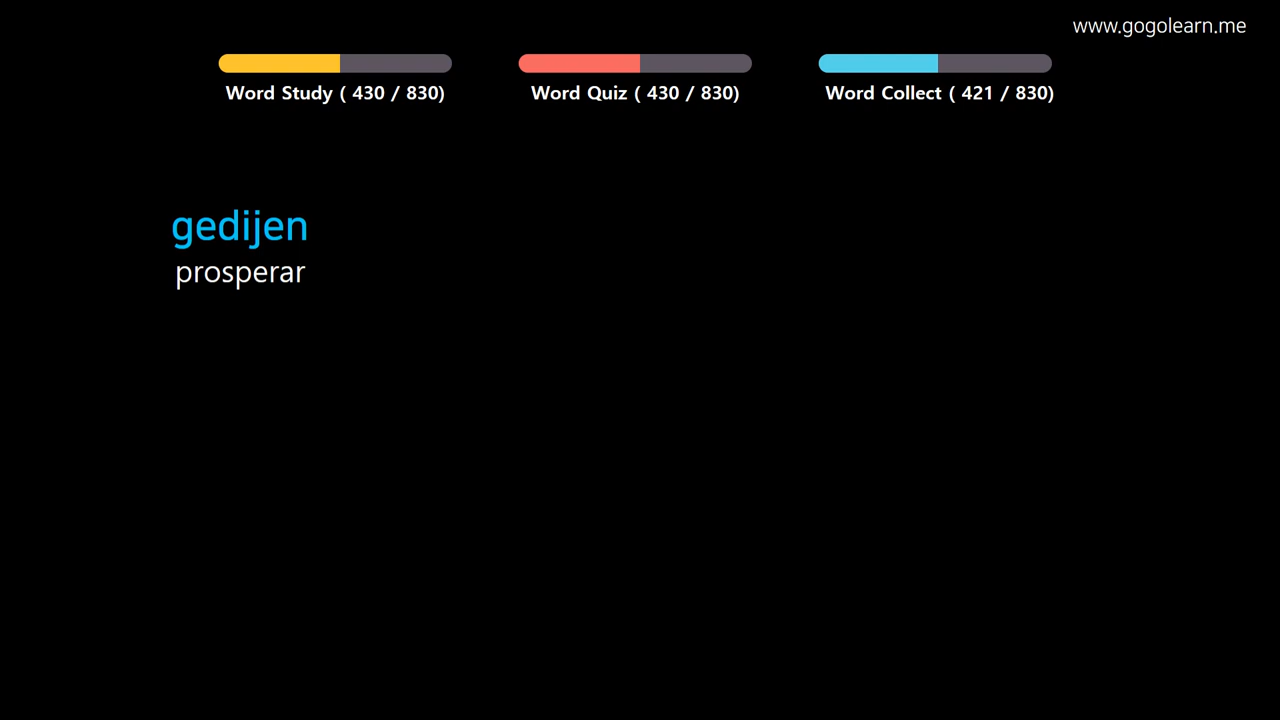 www.gogolearn.me
Word Study ( 430 / 830)
Word Quiz ( 430 / 830)
Word Collect ( 421 / 830)
gedijen
prosperar